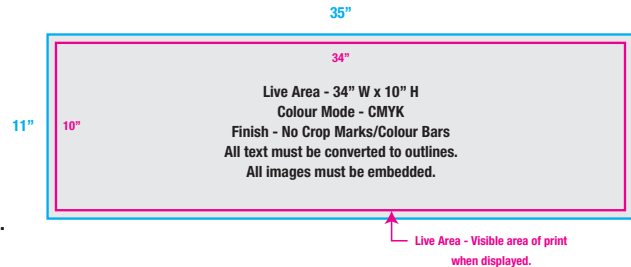 35”
34”
Live Area - 34” W x 10” H
Colour Mode - CMYK
11”
10”
Finish - No Crop Marks/Colour Bars
All text must be converted to outlines.
All images must be embedded.
.
Live Area - Visible area of print
when displayed.